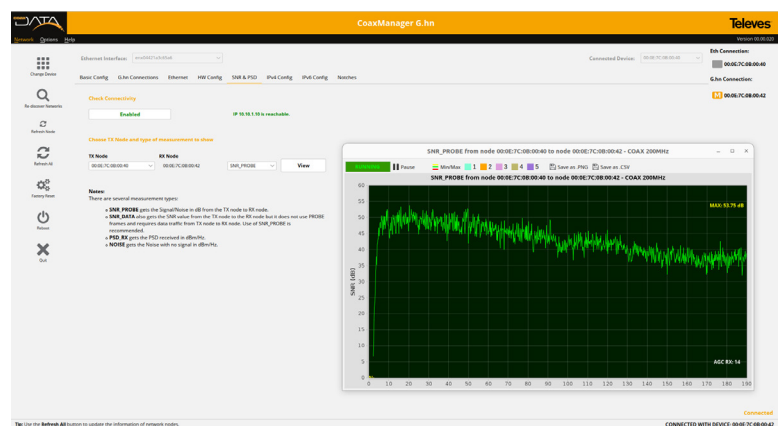 DATA
CoaxManager G.hn
Televes
Network Options Help
Version 00.00.020
Ethernet Interface:
Connected Device: 00:0E:7C:0B:00:40
Eth Connection:
00:0E:7C:0B:00:40
G.hn Connection:
M 00:0E:7C:0B:00:42
Change Device
Re-discover Networks
Refresh Node
Refresh All
Factory Reset
Reboot
Quit
Basic Config G.hn Connections Ethernet HW Config SNR & PSD IPv4 Config IPv6 Config Notches
Check Connectivity
Enabled
IP 10.10.1.10 is reachable.
Choose TX Node and type of measurement to show
TX Node RX Node
00:0E:7C:0B:00:40 00:0E:7C:0B:00:42 SNR_PROBE View
Notes:
There are several measurement types:
SNR_PROBE gets the Signal/Noise in dB from the TX node to RX node.
SNR_DATA also gets the SNR value from the TX node to the RX node but it does not use PROBE
frames and requires data traffic from TX node to RX node. Use of SNR_PROBE is
recommended.
PSD_RX gets the PSD received in dBm/Hz.
NOISE gets the Noise with no signal in dBm/Hz.
SNR_PROBE from node 00:0E:7C:0B:00:40 to node 00:0E:7C:0B:00:42 - COAX 200MHz
Pause Min/Max 1 2 3 4 5 Save as .PNG Save as .CSV
SNR_PROBE from node 00:0E:7C:0B:00:40 to node 00:0E:7C:0B:00:42 - COAX 200MHz
MAX: 53.75 dB
60
55
50
45
40
35
30
25
20
15
10
5
0
SNR (dB)
AGC RX: 14
0 10 20 30 40 50 60 70 80 90 100 110 120 130 140 150 160 170 180 190
Connected
Tip: Use the Refresh All button to update the information of network nodes.
CONNECTED WITH DEVICE: 00:0E:7C:0B:00:42